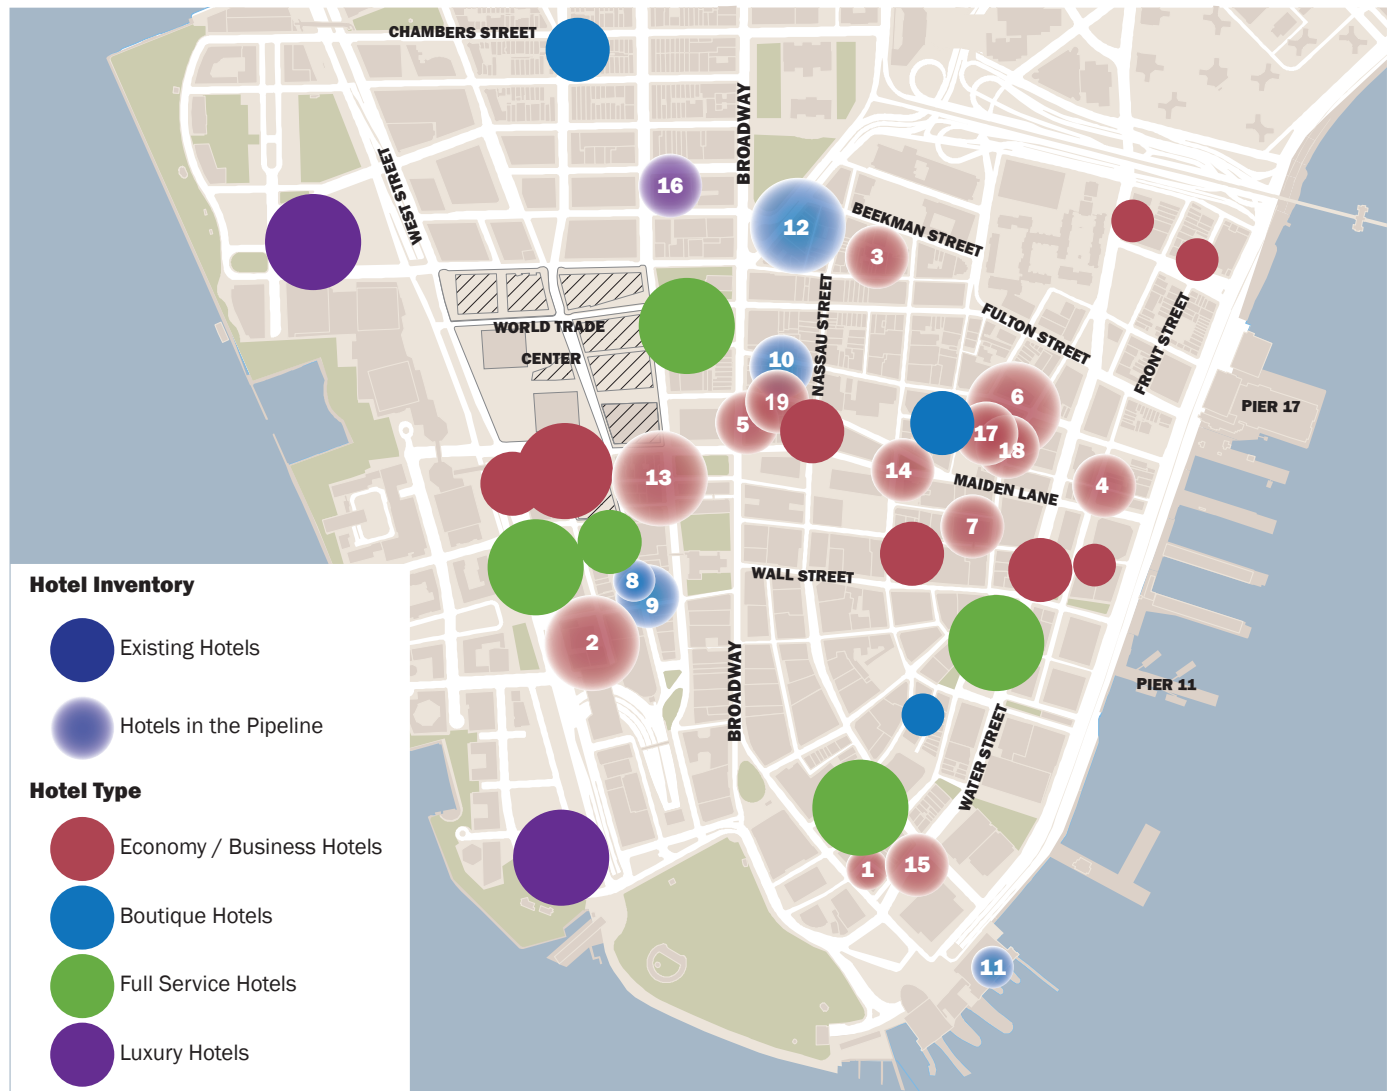 CHAMBERS STREET
BROADWAY
WEST STREET
16
12
BEEKMAN STREET
3
NASSAU STREET
FULTON STREET
FRONT STREET
WORLD TRADE
CENTER
10
19
5
6
17
18
PIER 17
13
14
MAIDEN LANE
4
7
WALL STREET
8
9
2
BROADWAY
PIER 11
WATER STREET
1
15
11
Hotel Inventory
Existing Hotels
Hotels in the Pipeline
Hotel Type
Economy / Business Hotels
Boutique Hotels
Full Service Hotels
Luxury Hotels